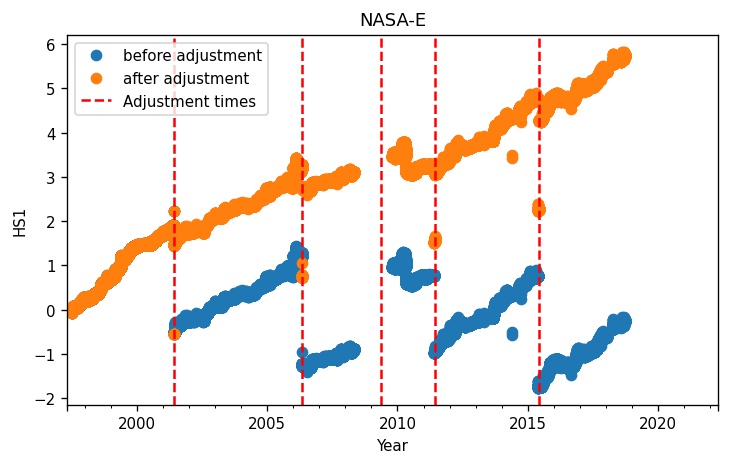 NASA-E
before adjustment
after adjustment
Adjustment times
HS1
6
5
4
3
2
1
0
−1
−2
2000 2005 2010 2015 2020
Year